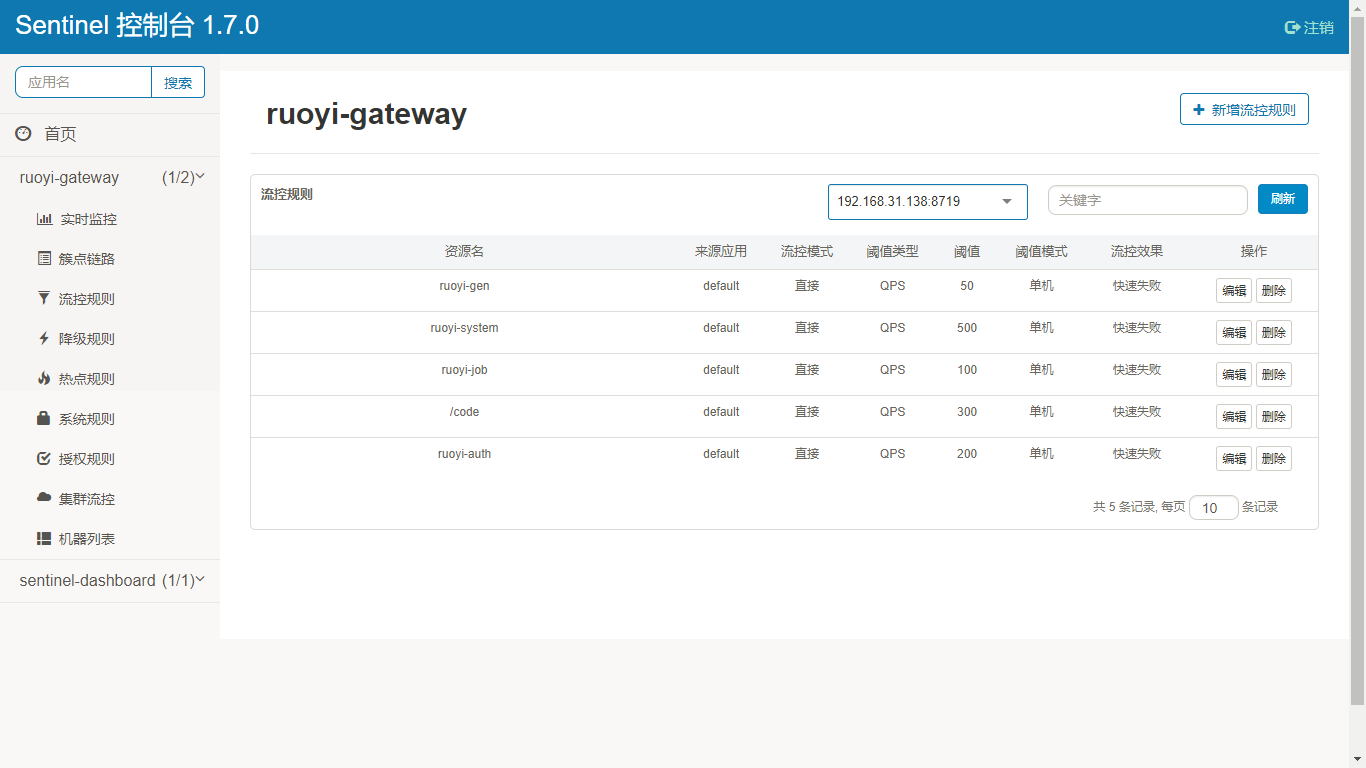 Sentinel 控制台 1.7.0
注销
应用名 搜索
首页
ruoyi-gateway (1/2)
实时监控
簇点链路
流控规则
降级规则
热点规则
系统规则
授权规则
集群流控
机器列表
sentinel-dashboard (1/1)
ruoyi-gateway
新增流控规则
流控规则 192.168.31.138:8719 关键字 刷新
资源名 来源应用 流控模式 阈值类型 阈值 阈值模式 流控效果 操作
ruoyi-gen default 直接 QPS 50 单机 快速失败 编辑 删除
ruoyi-system default 直接 QPS 500 单机 快速失败 编辑 删除
ruoyi-job default 直接 QPS 100 单机 快速失败 编辑 删除
/code default 直接 QPS 300 单机 快速失败 编辑 删除
ruoyi-auth default 直接 QPS 200 单机 快速失败 编辑 删除
共 5 条记录, 每页 10 条记录